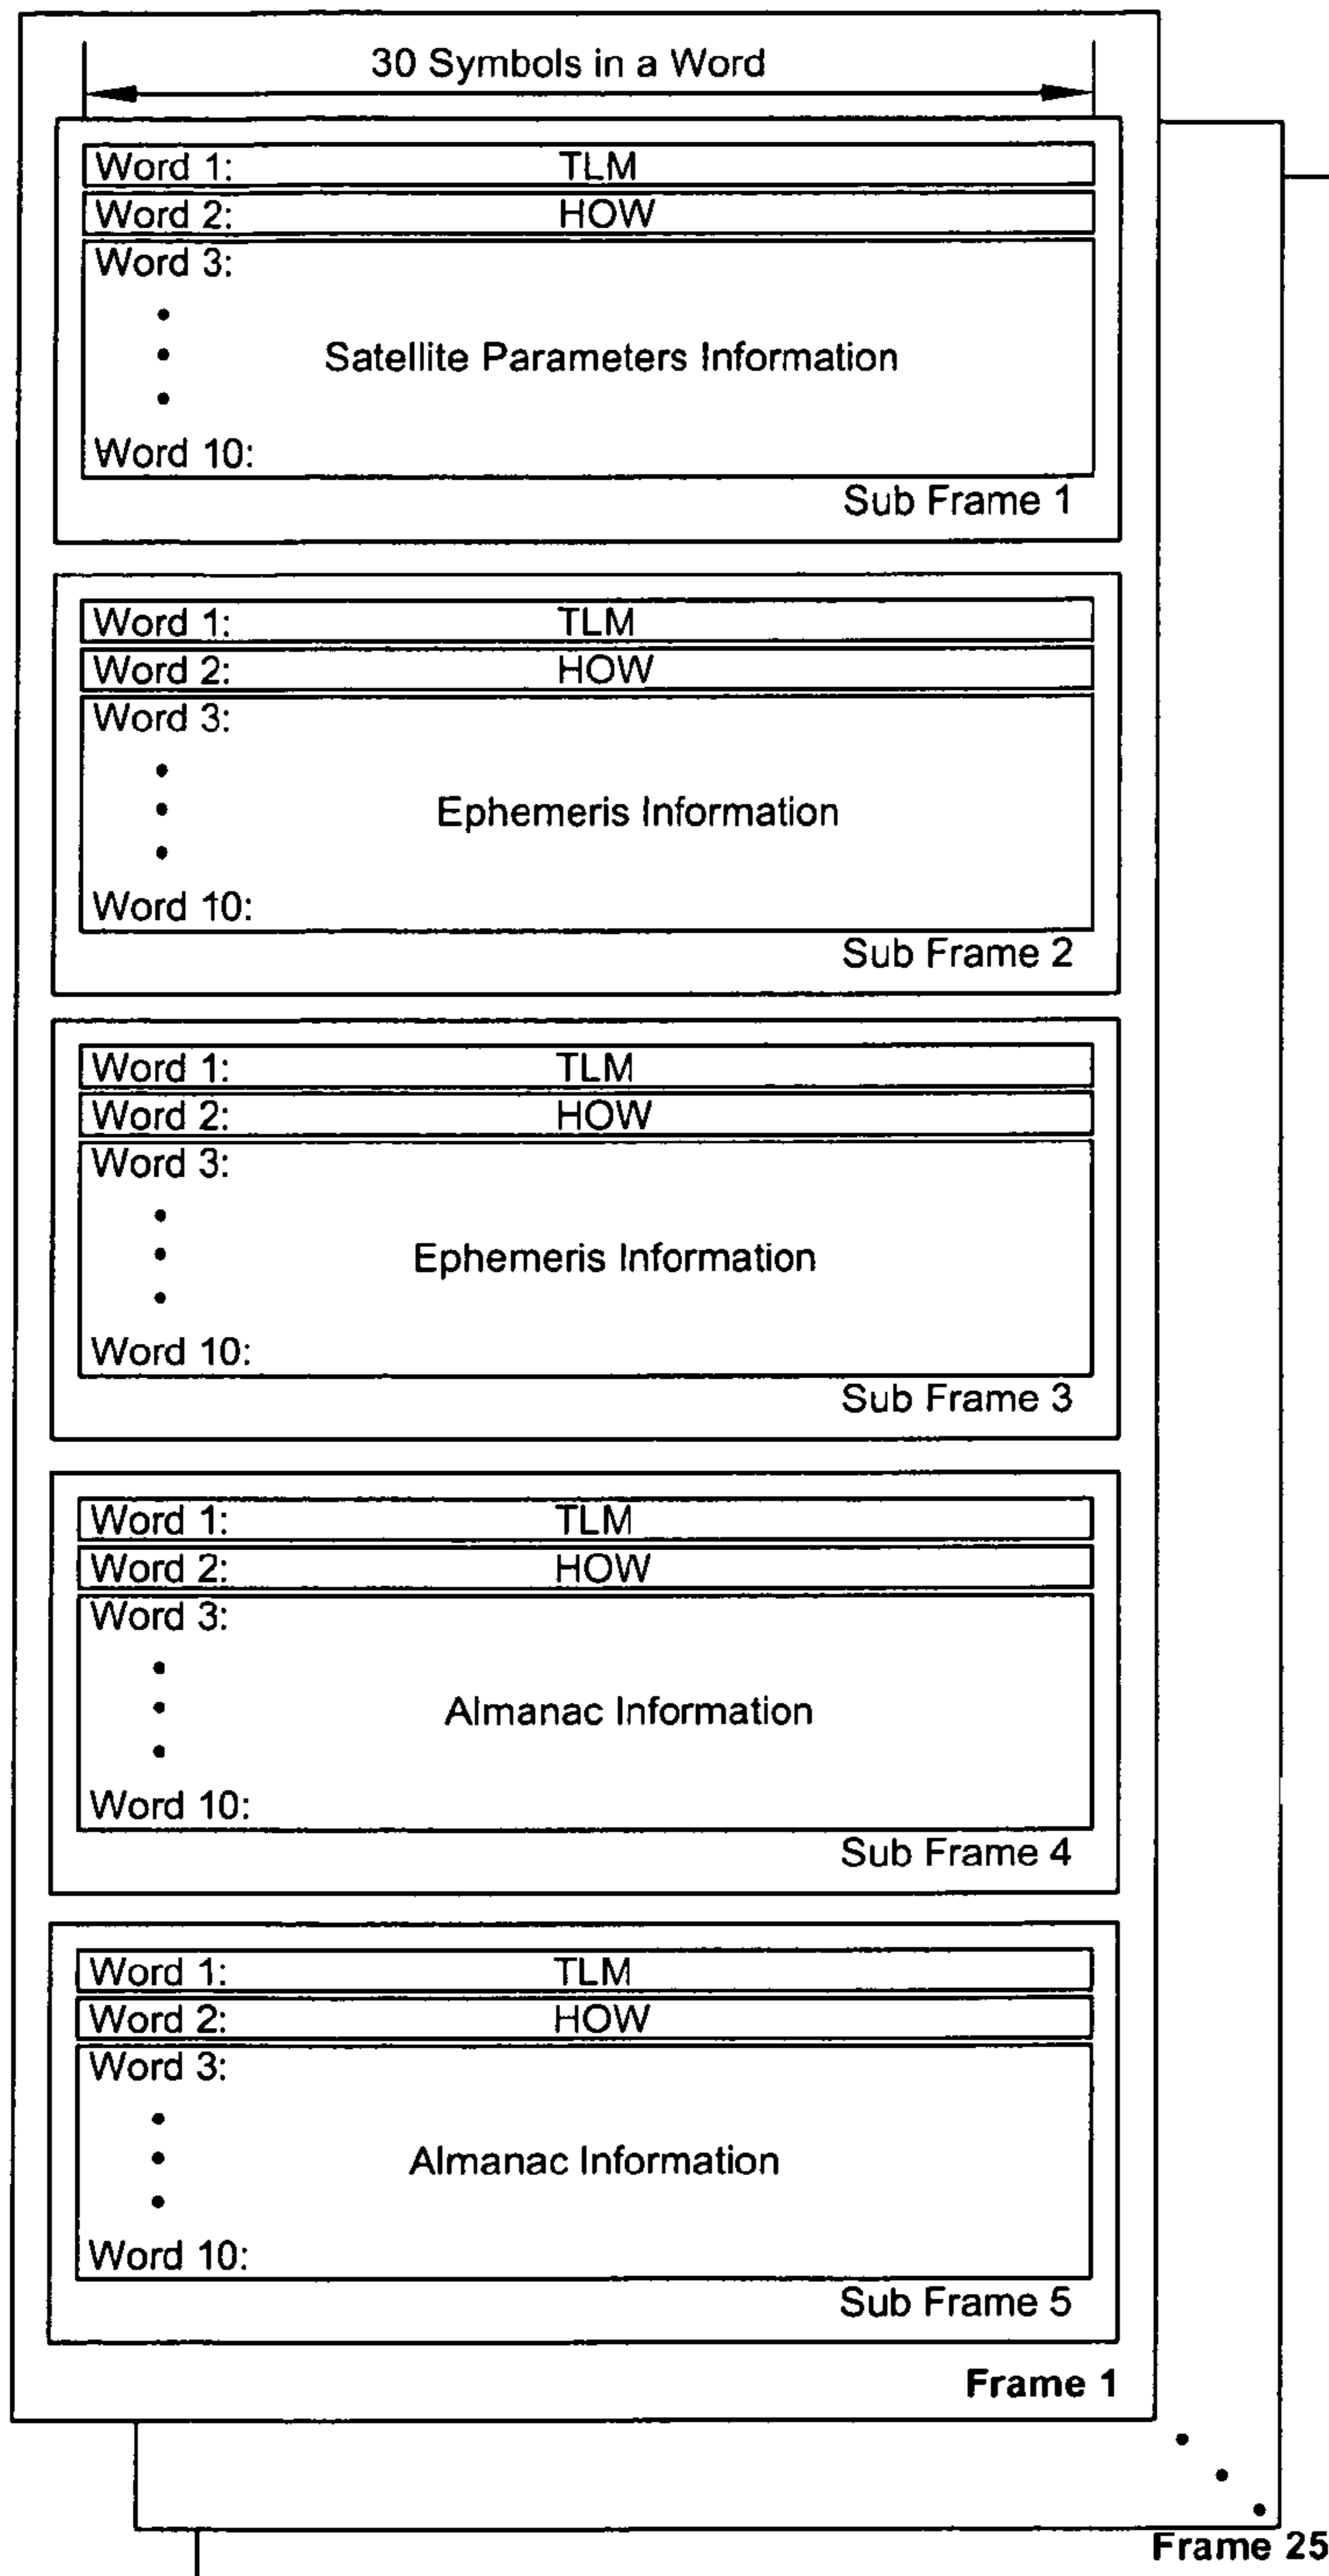 30 Symbols in a Word
Word 1: TLM
Word 2: HOW
Word 3:
Satellite Parameters Information
Word 10:
Sub Frame 1
Word 1: TLM
Word 2: HOW
Word 3:
Ephemeris Information
Word 10:
Sub Frame 2
Word 1: TLM
Word 2: HOW
Word 3:
Ephemeris Information
Word 10:
Sub Frame 3
Word 1: TLM
Word 2: HOW
Word 3:
Almanac Information
Word 10:
Sub Frame 4
Word 1: TLM
Word 2: HOW
Word 3:
Almanac Information
Word 10:
Sub Frame 5
Frame 1
Frame 25